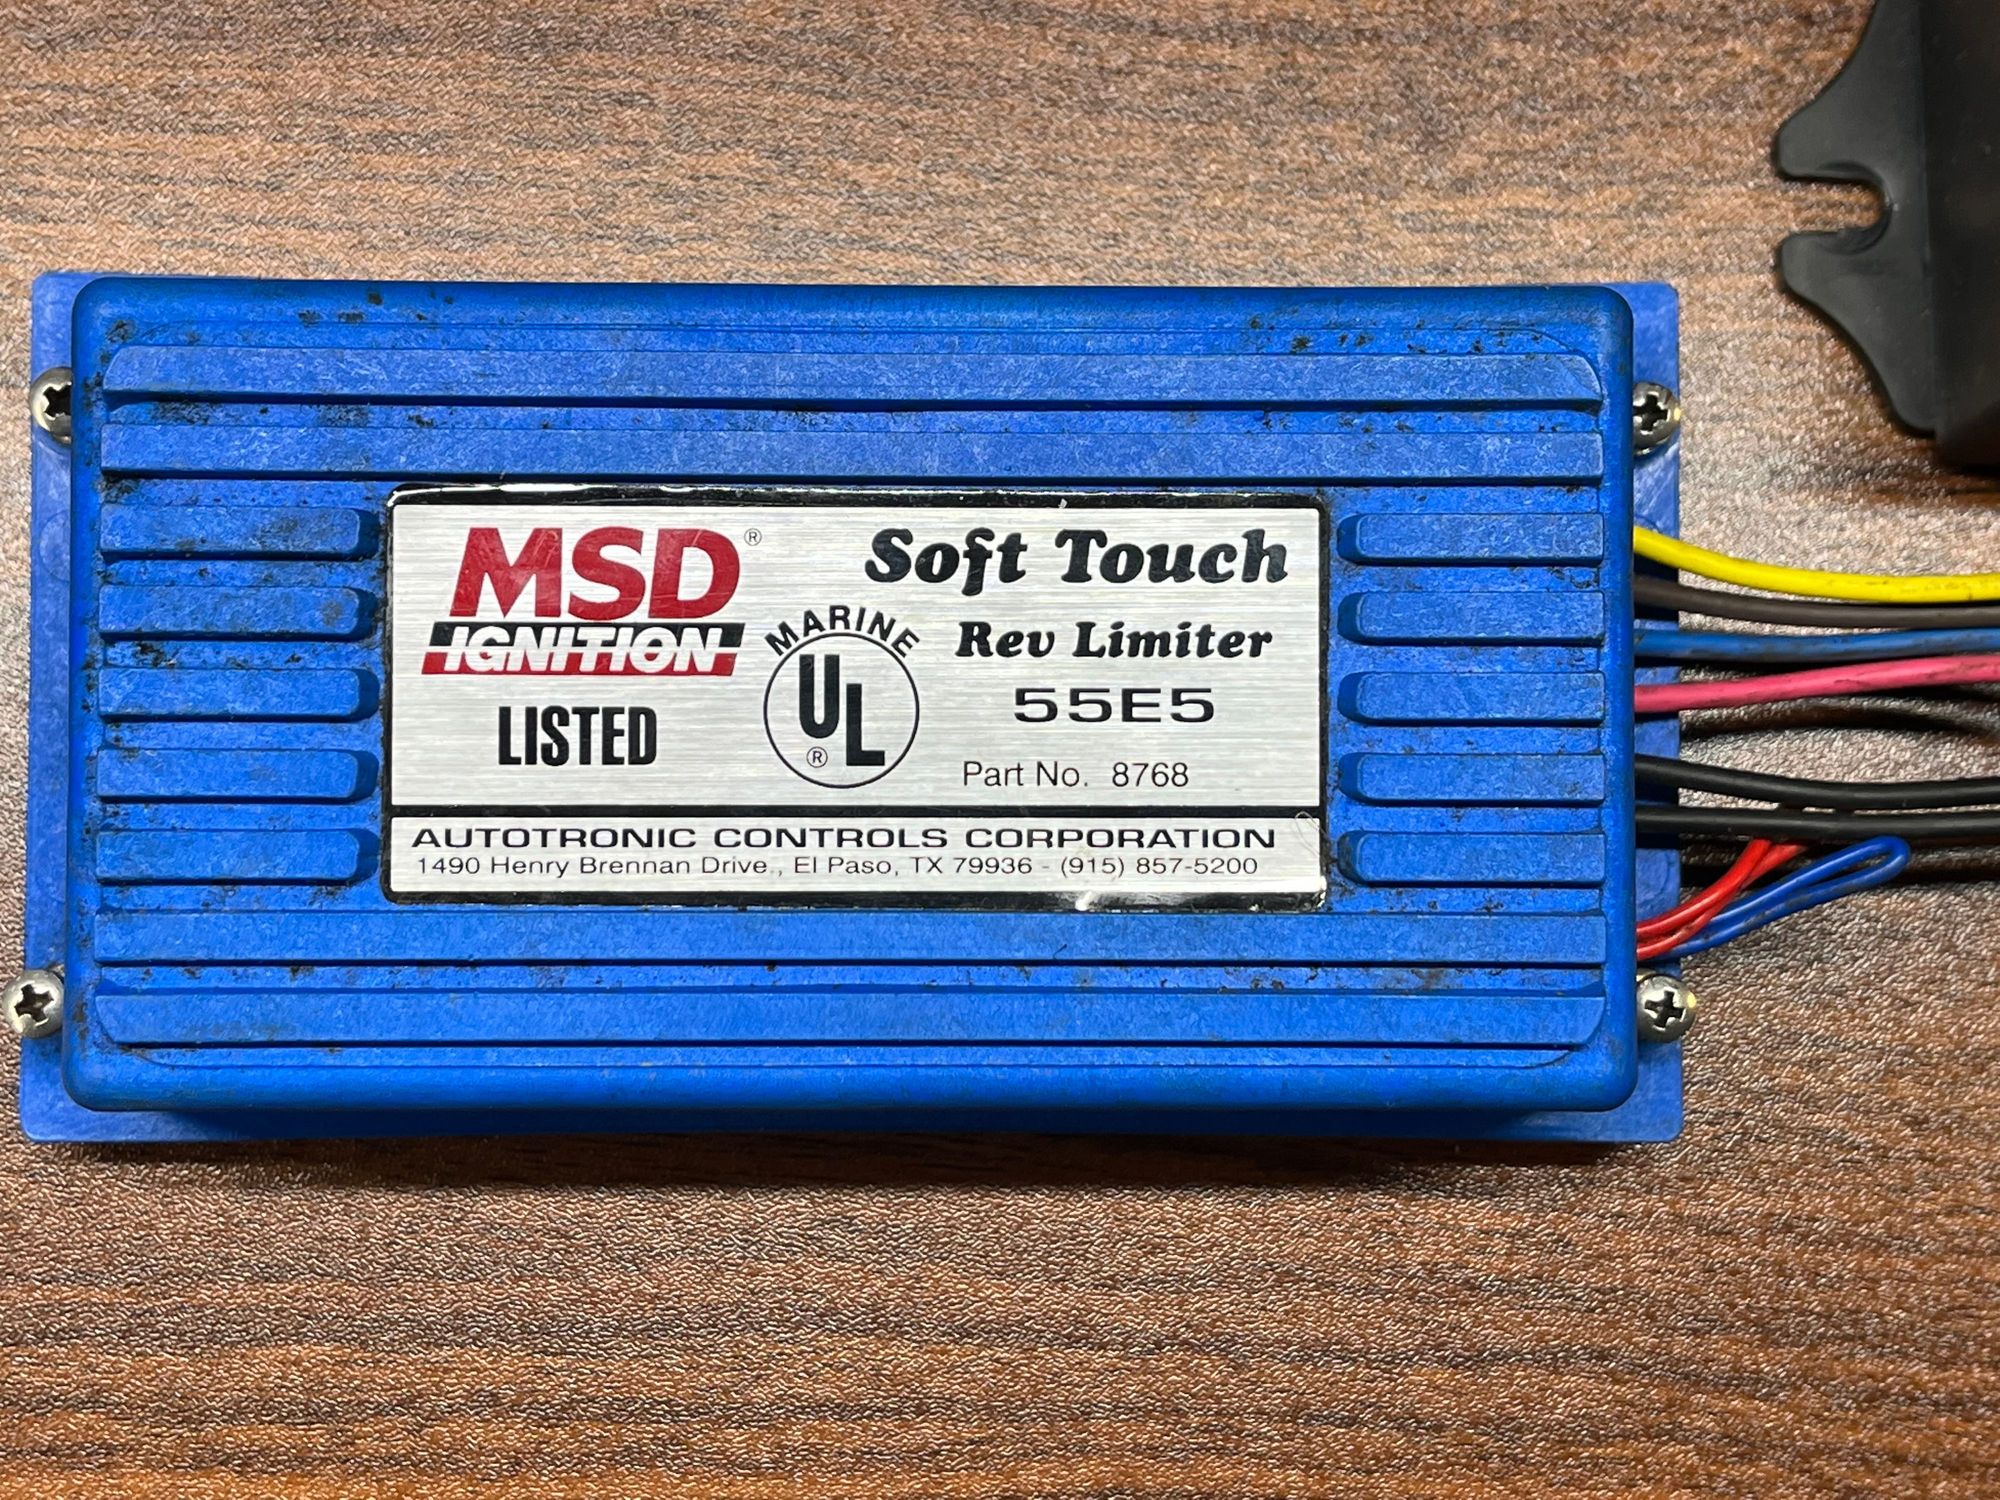 MSD®
IGNITION
LISTED
MARINE
UL®
Soft Touch
Rev Limiter
55E5
Part No. 8768
AUTOTRONIC CONTROLS CORPORATION
1490 Henry Brennan Drive., El Paso, TX 79936 - (915) 857-5200